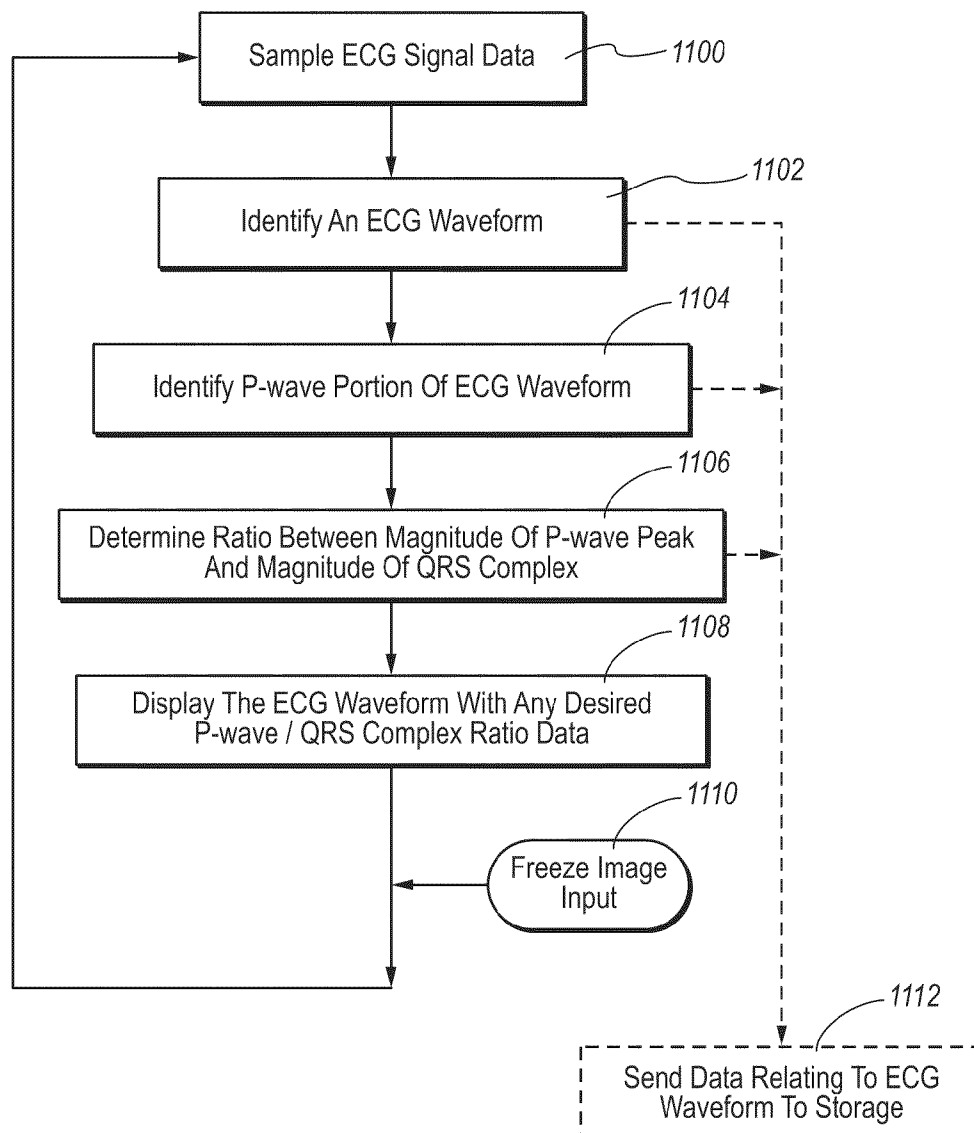 Sample ECG Signal Data
1100
1102
Identify An ECG Waveform
1104
Identify P-wave Portion Of ECG Waveform
1106
Determine Ratio Between Magnitude Of P-wave Peak
And Magnitude Of QRS Complex
1108
Display The ECG Waveform With Any Desired
P-wave / QRS Complex Ratio Data
1110
Freeze Image
Input
1112
Send Data Relating To ECG
Waveform To Storage